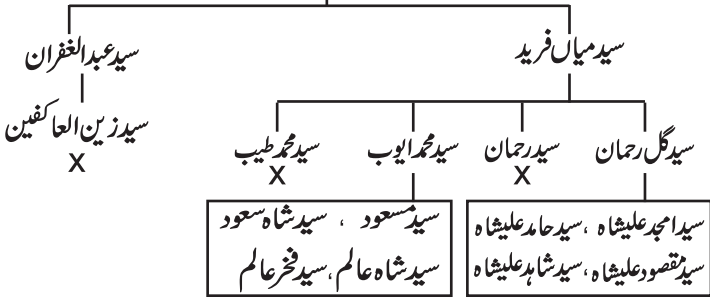 سید میاں فرید
سید عبدالغفران
سید زین العاکفین
X
سید گل رحمان
سید رحمان
X
سید محمد ایوب
سید محمد طیب
X
سید امجد علیشاہ ، سید حامد علیشاہ
سید مقصود علیشاہ ، سید شاہد علیشاہ
سید مسعود ، سید شاہ سعود
سید شاہ عالم ، سید فخر عالم